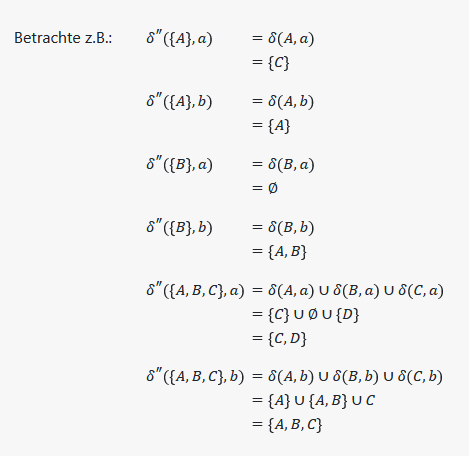 Betrachte z.B.: δ″({A}, a) = δ(A, a)
= {C}
δ″({A}, b) = δ(A, b)
= {A}
δ″({B}, a) = δ(B, a)
= ∅
δ″({B}, b) = δ(B, b)
= {A, B}
δ″({A, B, C}, a) = δ(A, a) ∪ δ(B, a) ∪ δ(C, a)
= {C} ∪ ∅ ∪ {D}
= {C, D}
δ″({A, B, C}, b) = δ(A, b) ∪ δ(B, b) ∪ δ(C, b)
= {A} ∪ {A, B} ∪ C
= {A, B, C}